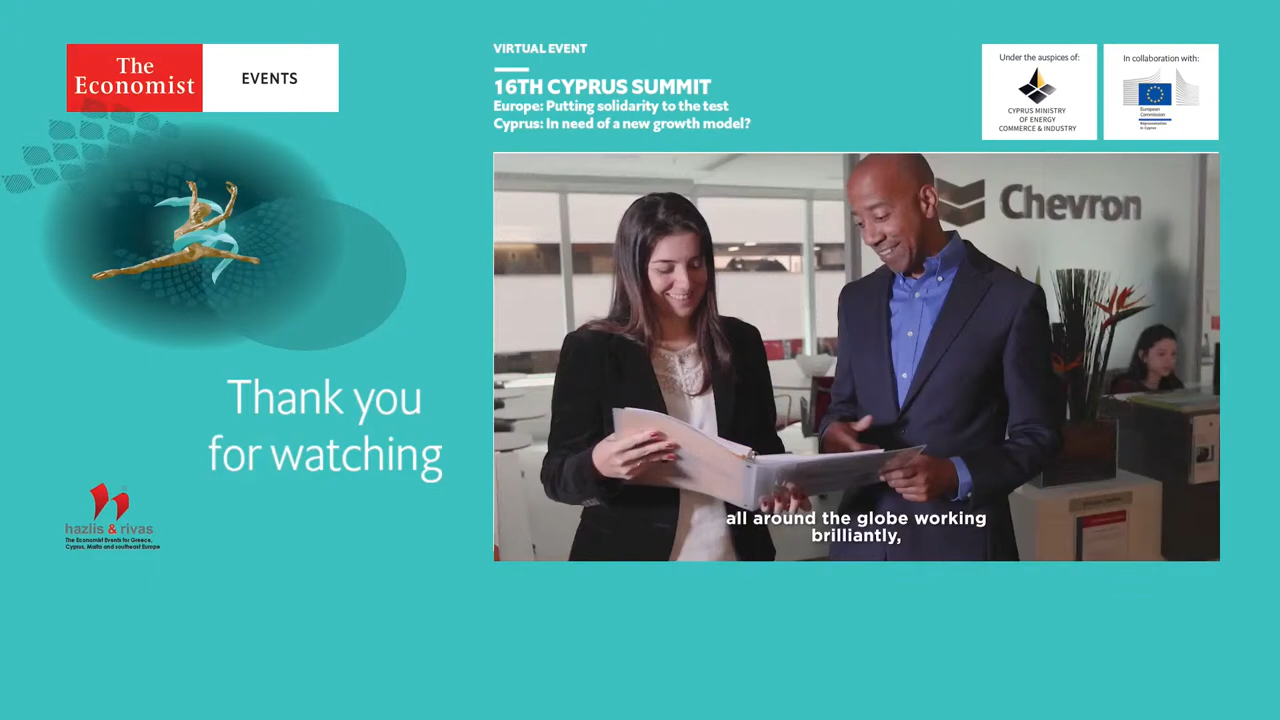 The
Economist
EVENTS
VIRTUAL EVENT
16TH CYPRUS SUMMIT
Europe: Putting solidarity to the test
Cyprus: In need of a new growth model?
Under the auspices of:
CYPRUS MINISTRY
OF ENERGY
COMMERCE & INDUSTRY
In collaboration with:
European
Commission
Chevron
Thank you
for watching
hazlis & rivas
The Economist Events for Greece,
Cyprus, Malta and southeast Europe
all around the globe working
brilliantly,